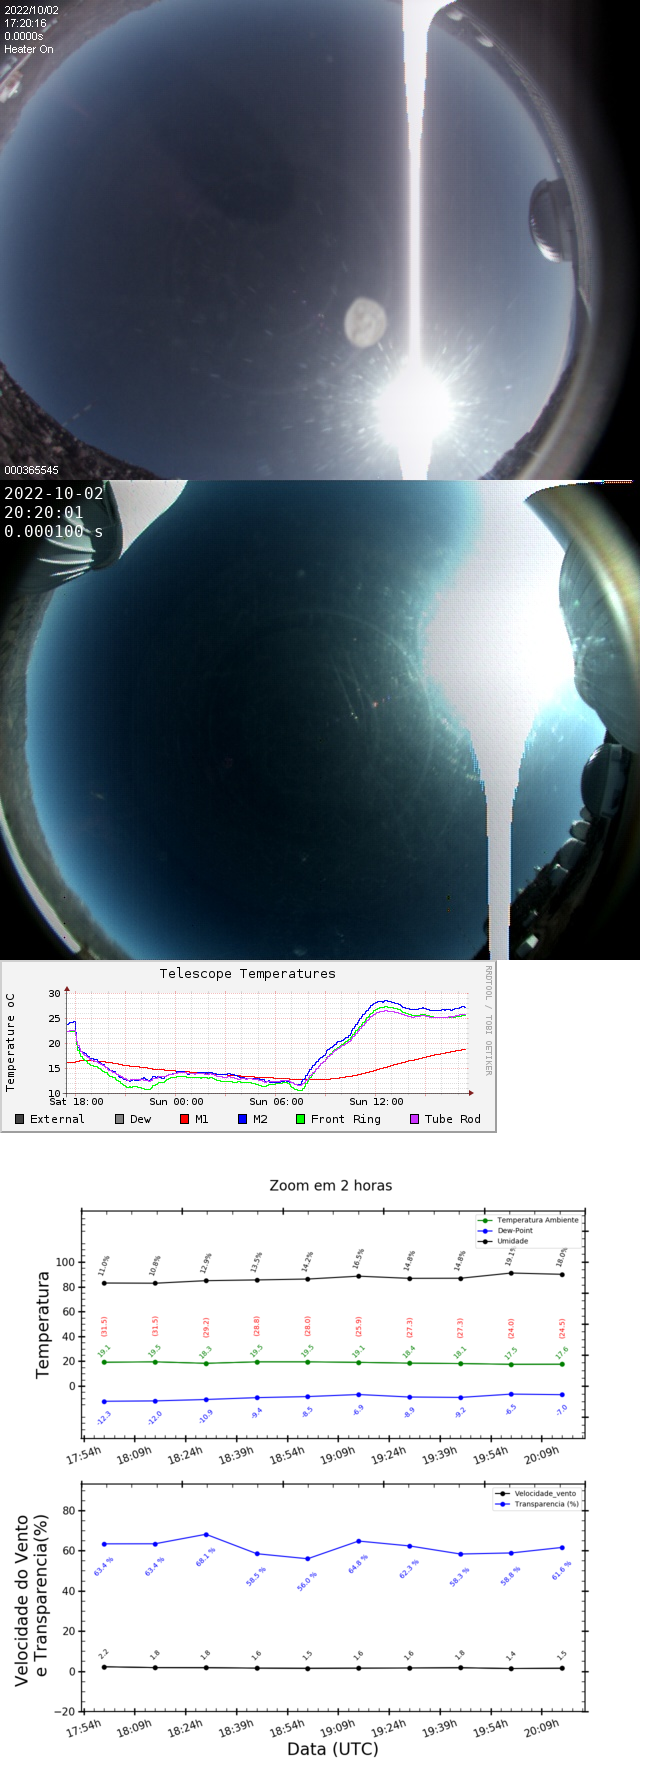 2022/10/02
17:20:16
0.0000s
Heater On
000365545
2022-10-02
20:20:01
0.000100 s
Telescope Temperatures
RRDTOOL / TOBI OETIKER
Temperature oC
30
25
20
15
10
Sat 18:00 Sun 00:00 Sun 06:00 Sun 12:00
External Dew M1 M2 Front Ring Tube Rod
Zoom em 2 horas
Temperatura Ambiente
Dew-Point
Umidade
Temperatura
100
80
60
40
20
0
11.0% 10.8% 12.9% 13.5% 14.2% 16.5% 14.8% 14.8% 19.1% 18.0%
(31.5) (31.5) (29.2) (28.8) (28.0) (25.9) (27.3) (27.3) (24.0) (24.5)
19.1 19.5 18.3 19.5 19.5 19.1 18.4 18.1 17.5 17.6
-12.3 -12.0 -10.9 -9.4 -8.5 -6.9 -8.9 -9.2 -6.5 -7.0
17:54h 18:09h 18:24h 18:39h 18:54h 19:09h 19:24h 19:39h 19:54h 20:09h
Velocidade_vento
Transparencia (%)
Velocidade do Vento
e Transparencia(%)
80
60
40
20
0
−20
63.4 % 63.4 % 68.1 % 58.5 % 56.0 % 64.8 % 62.3 % 58.3 % 58.8 % 61.6 %
2.2 1.8 1.8 1.6 1.5 1.6 1.6 1.8 1.4 1.5
17:54h 18:09h 18:24h 18:39h 18:54h 19:09h 19:24h 19:39h 19:54h 20:09h
Data (UTC)